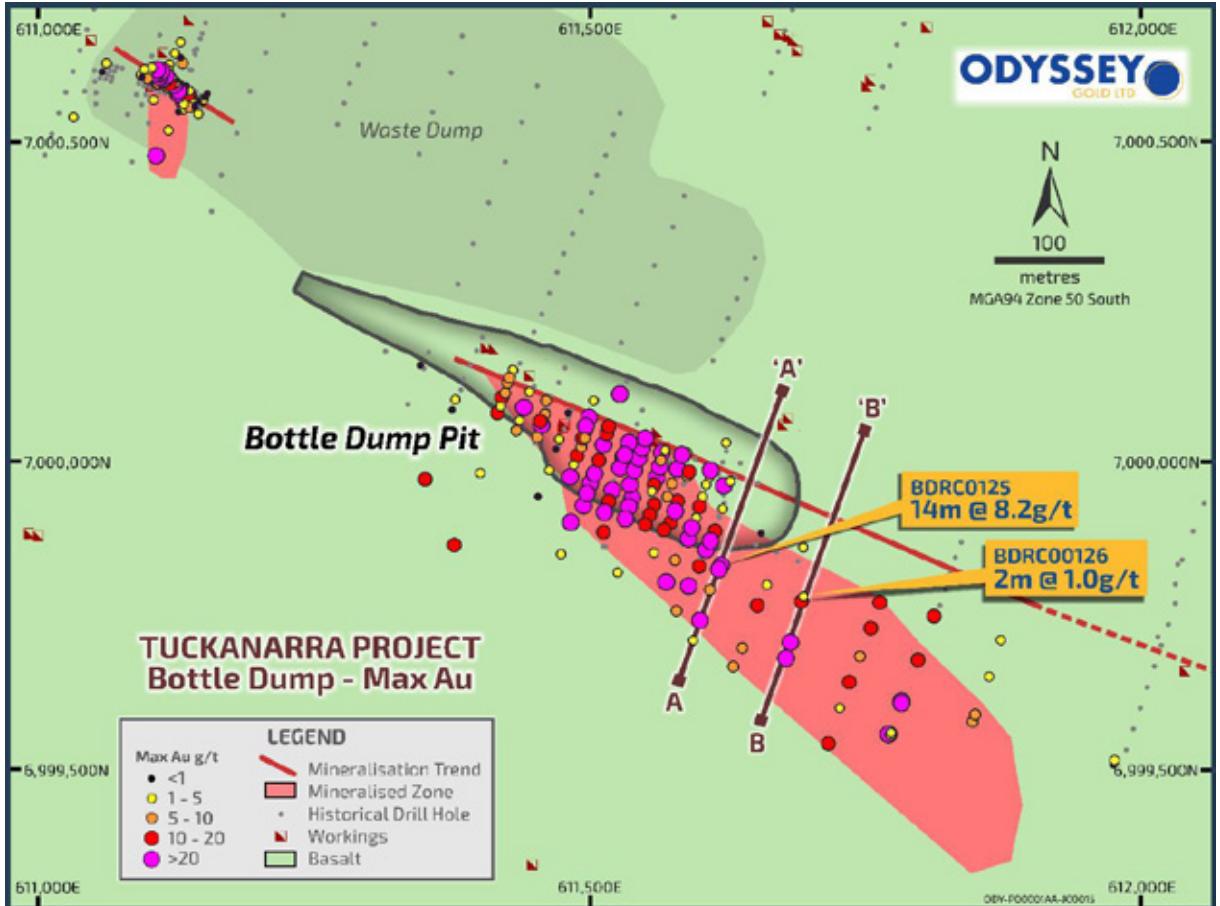 611,000E
611,500E
612,000E
ODYSSEY
GOLD LTD
7,000,500N
7,000,500N
Waste Dump
N
100
metres
MGA94 Zone 50 South
'A'
'B'
Bottle Dump Pit
7,000,000N
7,000,000N
BDRC0125
14m @ 8.2g/t
BDRC00126
2m @ 1.0g/t
TUCKANARRA PROJECT
Bottle Dump - Max Au
A
B
LEGEND
Max Au g/t
<1
1 - 5
5 - 10
10 - 20
>20
Mineralisation Trend
Mineralised Zone
Historical Drill Hole
Workings
Basalt
6,999,500N
6,999,500N
611,000E
611,500E
612,000E